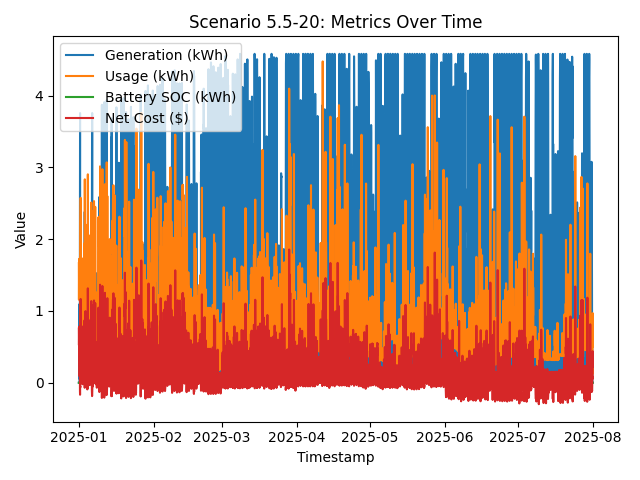 Scenario 5.5-20: Metrics Over Time
Generation (kWh)
Usage (kWh)
Battery SOC (kWh)
Net Cost ($)
Value
4
3
2
1
0
2025-01 2025-02 2025-03 2025-04 2025-05 2025-06 2025-07 2025-08
Timestamp